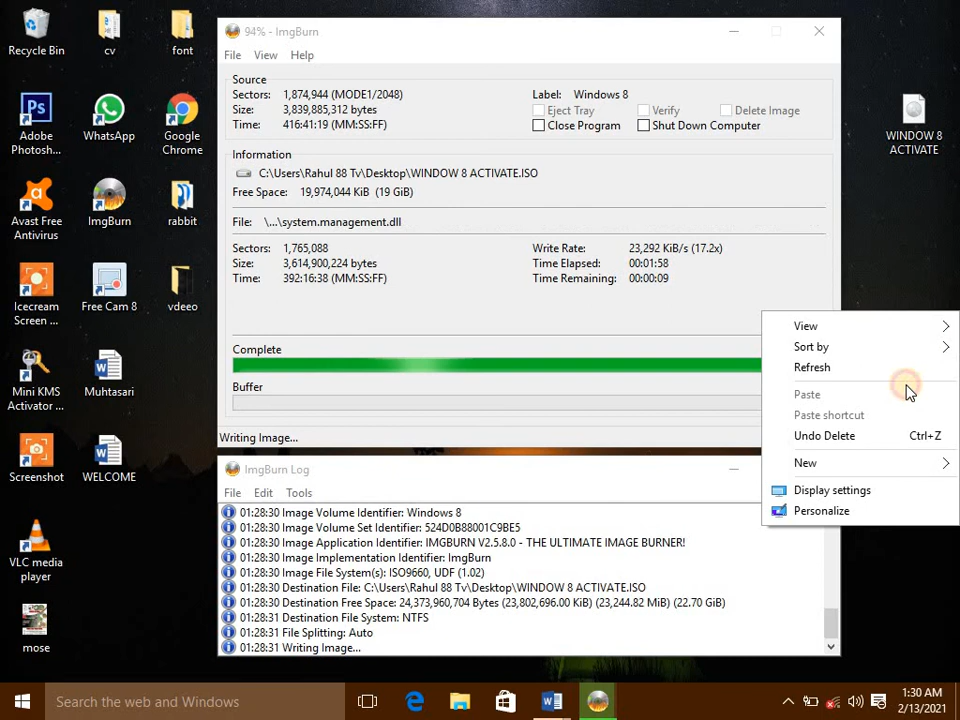 Recycle Bin
cv
font
Adobe
Photosh...
WhatsApp
Google
Chrome
Avast Free
Antivirus
ImgBurn
rabbit
Icecream
Screen ...
Free Cam 8
vdeeo
Mini KMS
Activator ...
Muhtasari
Screenshot
WELCOME
VLC media
player
mose
WINDOW 8
ACTIVATE
94% - ImgBurn
File View Help
Source
Sectors: 1,874,944 (MODE1/2048)
Size: 3,839,885,312 bytes
Time: 416:41:19 (MM:SS:FF)
Label: Windows 8
Eject Tray Verify Delete Image
Close Program Shut Down Computer
Information
C:\Users\Rahul 88 Tv\Desktop\WINDOW 8 ACTIVATE.ISO
Free Space: 19,974,044 KiB (19 GiB)
File: \...\system.management.dll
Sectors: 1,765,088
Size: 3,614,900,224 bytes
Time: 392:16:38 (MM:SS:FF)
Write Rate: 23,292 KiB/s (17.2x)
Time Elapsed: 00:01:58
Time Remaining: 00:00:09
Complete
Buffer
Writing Image...
View
Sort by
Refresh
Paste
Paste shortcut
Undo Delete Ctrl+Z
New
Display settings
Personalize
ImgBurn Log
File Edit Tools
01:28:30 Image Volume Identifier: Windows 8
01:28:30 Image Volume Set Identifier: 524D0B88001C9BE5
01:28:30 Image Application Identifier: IMGBURN V2.5.8.0 - THE ULTIMATE IMAGE BURNER!
01:28:30 Image Implementation Identifier: ImgBurn
01:28:30 Image File System(s): ISO9660, UDF (1.02)
01:28:30 Destination File: C:\Users\Rahul 88 Tv\Desktop\WINDOW 8 ACTIVATE.ISO
01:28:30 Destination Free Space: 24,373,960,704 Bytes (23,802,696.00 KiB) (23,244.82 MiB) (22.70 GiB)
01:28:31 Destination File System: NTFS
01:28:31 File Splitting: Auto
01:28:31 Writing Image...
Search the web and Windows
1:30 AM
2/13/2021